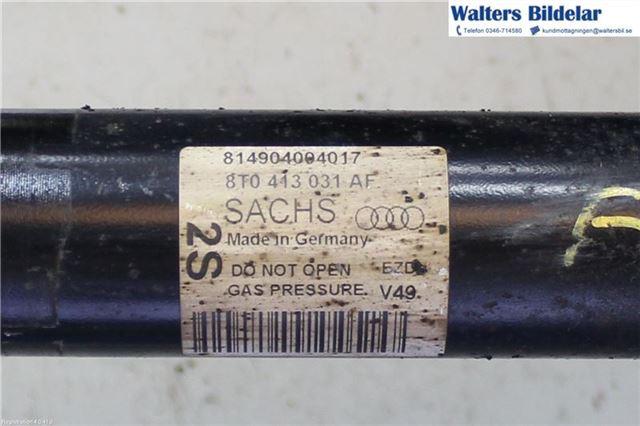 Walters Bildelar
Telefon 0346-714580 kundmottagningen@waltersbil.se
814904004017
8T0 413 031 AF
SACHS
Made in Germany
2S
DO NOT OPEN
GAS PRESSURE. V49